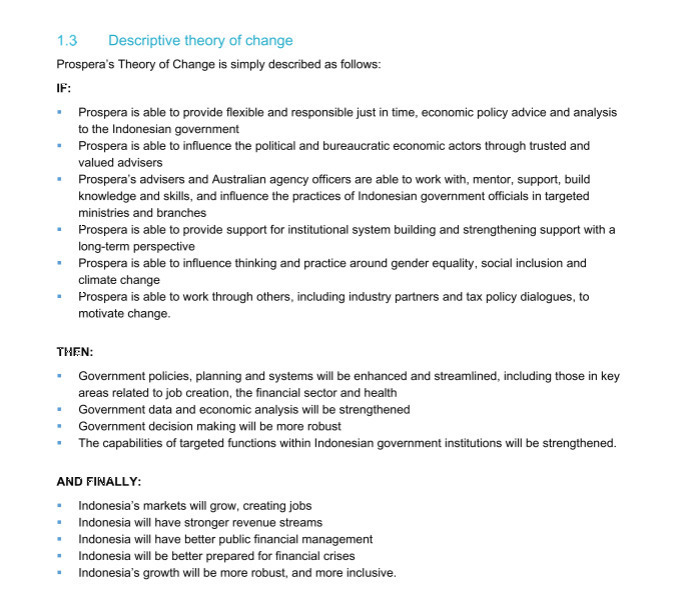 1.3 Descriptive theory of change
Prospera's Theory of Change is simply described as follows:
IF:
▪ Prospera is able to provide flexible and responsible just in time, economic policy advice and analysis
to the Indonesian government
▪ Prospera is able to influence the political and bureaucratic economic actors through trusted and
valued advisers
▪ Prospera's advisers and Australian agency officers are able to work with, mentor, support, build
knowledge and skills, and influence the practices of Indonesian government officials in targeted
ministries and branches
▪ Prospera is able to provide support for institutional system building and strengthening support with a
long-term perspective
▪ Prospera is able to influence thinking and practice around gender equality, social inclusion and
climate change
▪ Prospera is able to work through others, including industry partners and tax policy dialogues, to
motivate change.
THEN:
▪ Government policies, planning and systems will be enhanced and streamlined, including those in key
areas related to job creation, the financial sector and health
▪ Government data and economic analysis will be strengthened
▪ Government decision making will be more robust
▪ The capabilities of targeted functions within Indonesian government institutions will be strengthened.
AND FINALLY:
▪ Indonesia's markets will grow, creating jobs
▪ Indonesia will have stronger revenue streams
▪ Indonesia will have better public financial management
▪ Indonesia will be better prepared for financial crises
▪ Indonesia's growth will be more robust, and more inclusive.